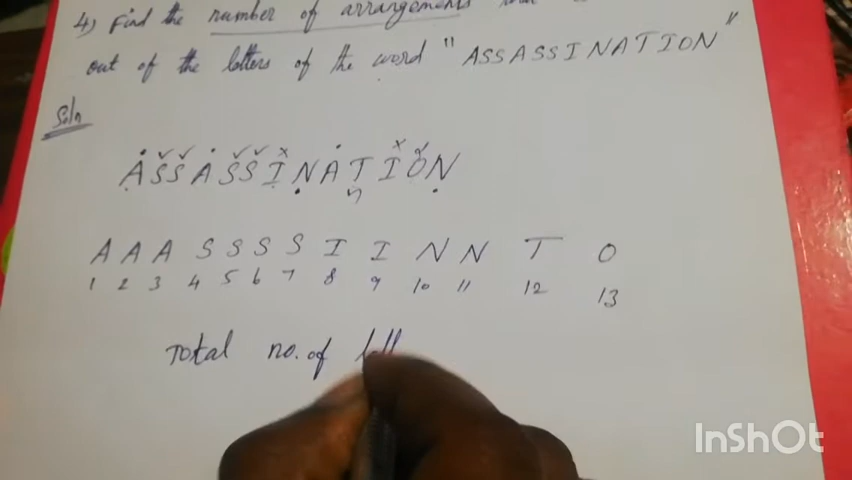 4) Find the number of arrangements
out of the letters of the word " ASSASSINATION "
Soln
ASSASSINATION
A A A S S S S I I N N T O
1 2 3 4 5 6 7 8 9 10 11 12 13
Total no. of
InShOt